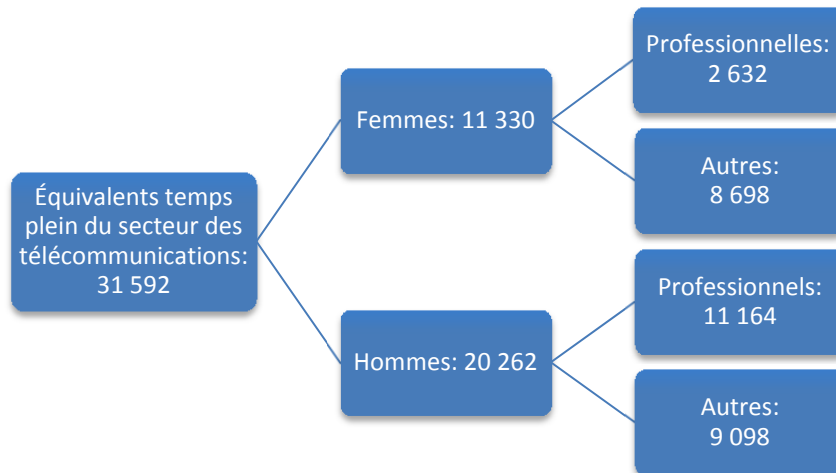 Équivalents temps
plein du secteur des
télécommunications:
31 592
Femmes: 11 330
Professionnelles:
2 632
Autres:
8 698
Hommes: 20 262
Professionnels:
11 164
Autres:
9 098